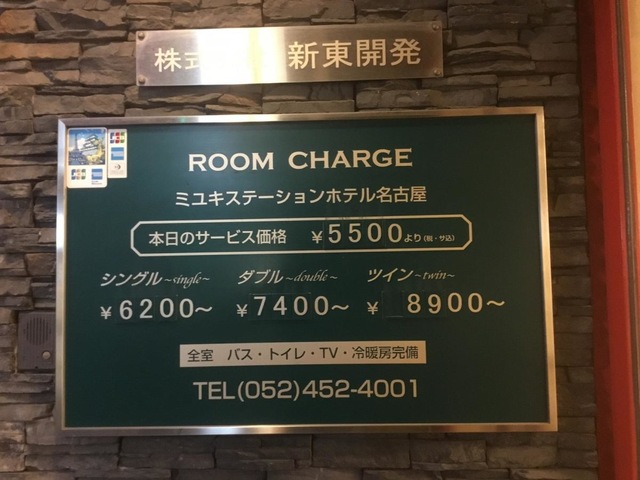 株式 新東開発
JCB
JCB
ROOM CHARGE
ミユキステーションホテル名古屋
本日のサービス価格 ¥5500より(税・サ込)
シングル~single~ ダブル~double~ ツイン~twin~
¥6200~ ¥7400~ ¥8900~
全室 バス・トイレ・TV・冷暖房完備
TEL(052)452-4001